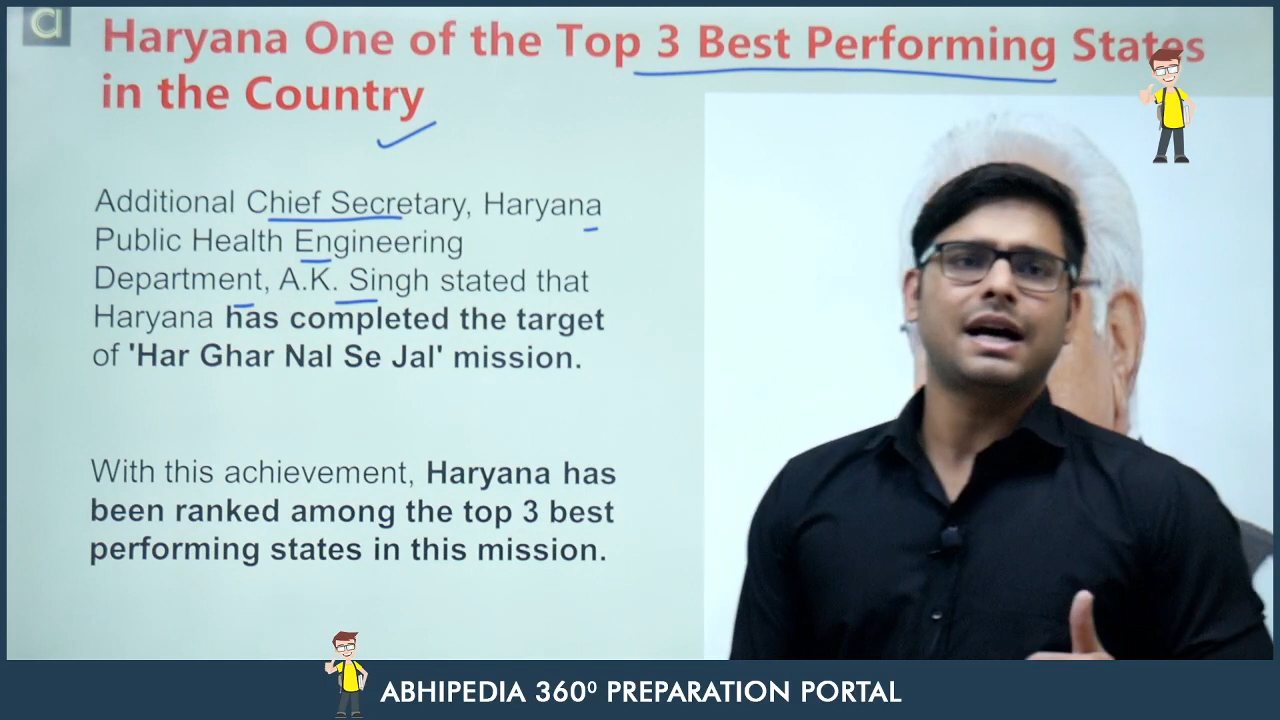 Haryana One of the Top 3 Best Performing States
in the Country
Additional Chief Secretary, Haryana
Public Health Engineering
Department, A.K. Singh stated that
Haryana has completed the target
of 'Har Ghar Nal Se Jal' mission.
With this achievement, Haryana has
been ranked among the top 3 best
performing states in this mission.
ABHIPEDIA 360⁰ PREPARATION PORTAL